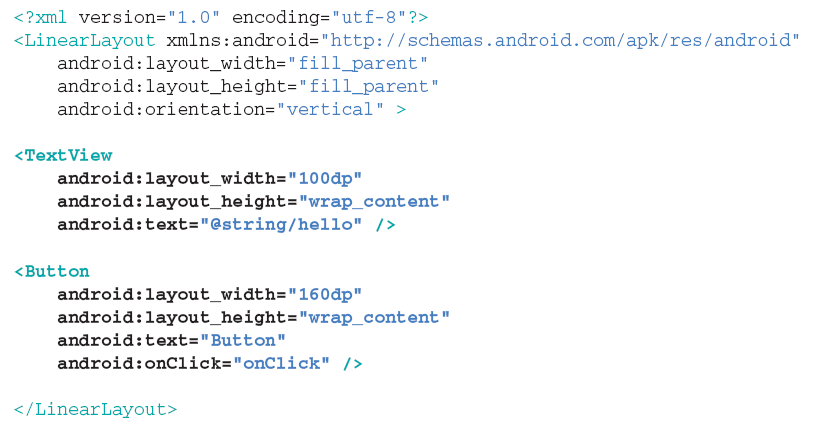 <?xml version="1.0" encoding="utf-8"?>
<LinearLayout xmlns:android="http://schemas.android.com/apk/res/android"
    android:layout_width="fill_parent"
    android:layout_height="fill_parent"
    android:orientation="vertical" >

<TextView
    android:layout_width="100dp"
    android:layout_height="wrap_content"
    android:text="@string/hello" />

<Button
    android:layout_width="160dp"
    android:layout_height="wrap_content"
    android:text="Button"
    android:onClick="onClick" />

</LinearLayout>